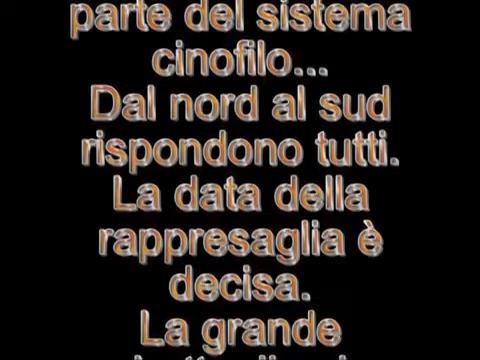 parte del sistema
cinofilo...
Dal nord al sud
rispondono tutti.
La data della
rappresaglia è
decisa.
La grande